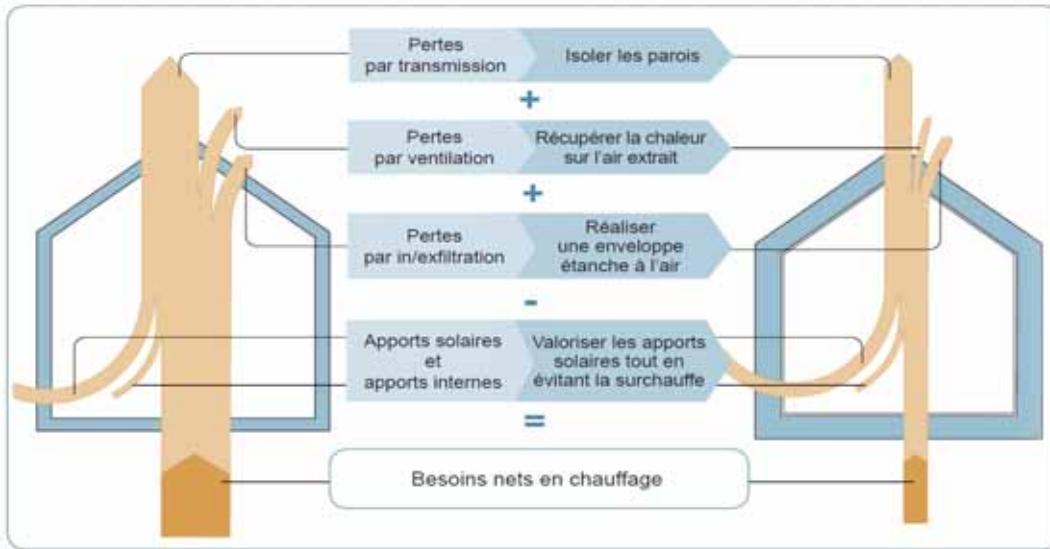 Pertes
par transmission
Isoler les parois
+
Pertes
par ventilation
Récupérer la chaleur
sur l'air extrait
+
Pertes
par in/exfiltration
Réaliser
une enveloppe
étanche à l'air
-
Apports solaires
et
apports internes
Valoriser les apports
solaires tout en
évitant la surchauffe
=
Besoins nets en chauffage